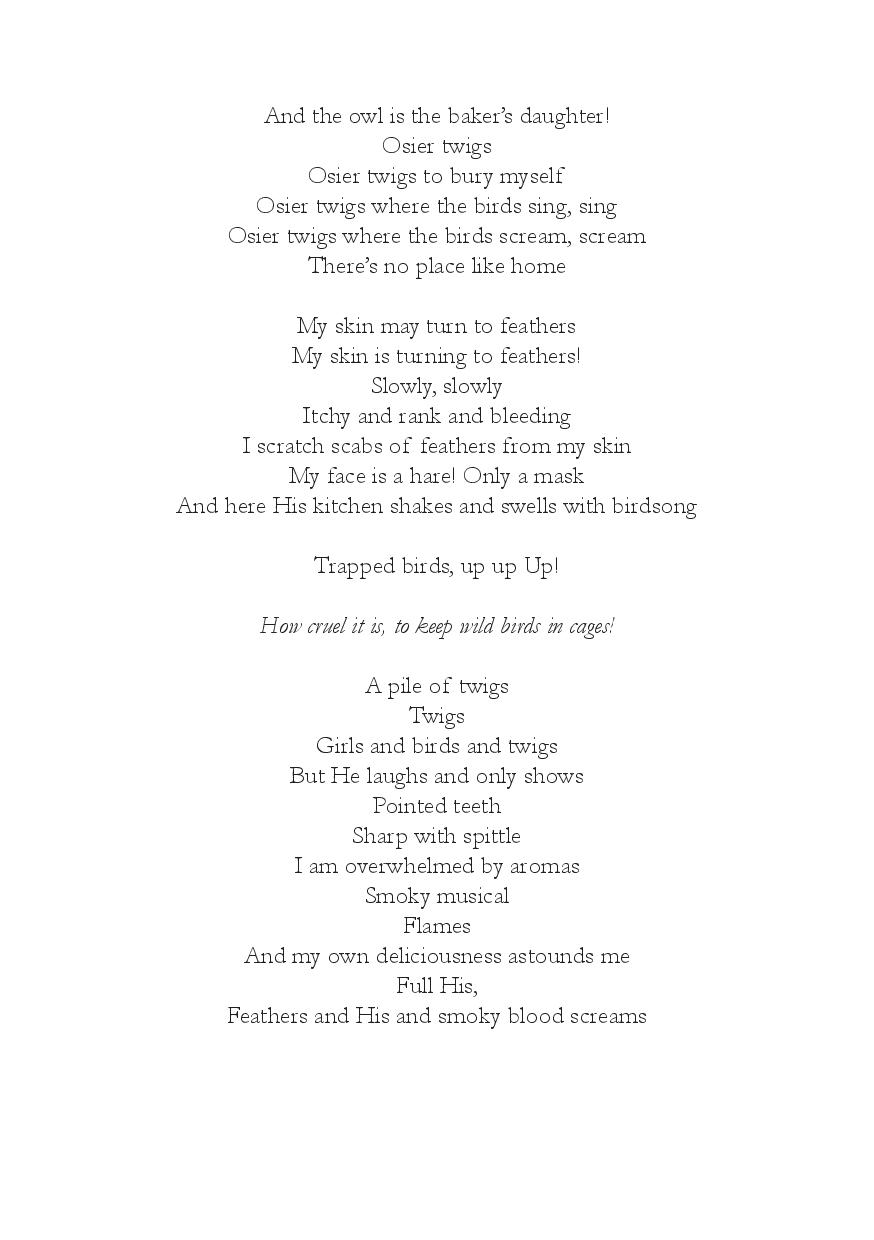 And the owl is the baker’s daughter!
Osier twigs
Osier twigs to bury myself
Osier twigs where the birds sing, sing
Osier twigs where the birds scream, scream
There’s no place like home
My skin may turn to feathers
My skin is turning to feathers!
Slowly, slowly
Itchy and rank and bleeding
I scratch scabs of feathers from my skin
My face is a hare! Only a mask
And here His kitchen shakes and swells with birdsong
Trapped birds, up up Up!
How cruel it is, to keep wild birds in cages!
A pile of twigs
Twigs
Girls and birds and twigs
But He laughs and only shows
Pointed teeth
Sharp with spittle
I am overwhelmed by aromas
Smoky musical
Flames
And my own deliciousness astounds me
Full His,
Feathers and His and smoky blood screams